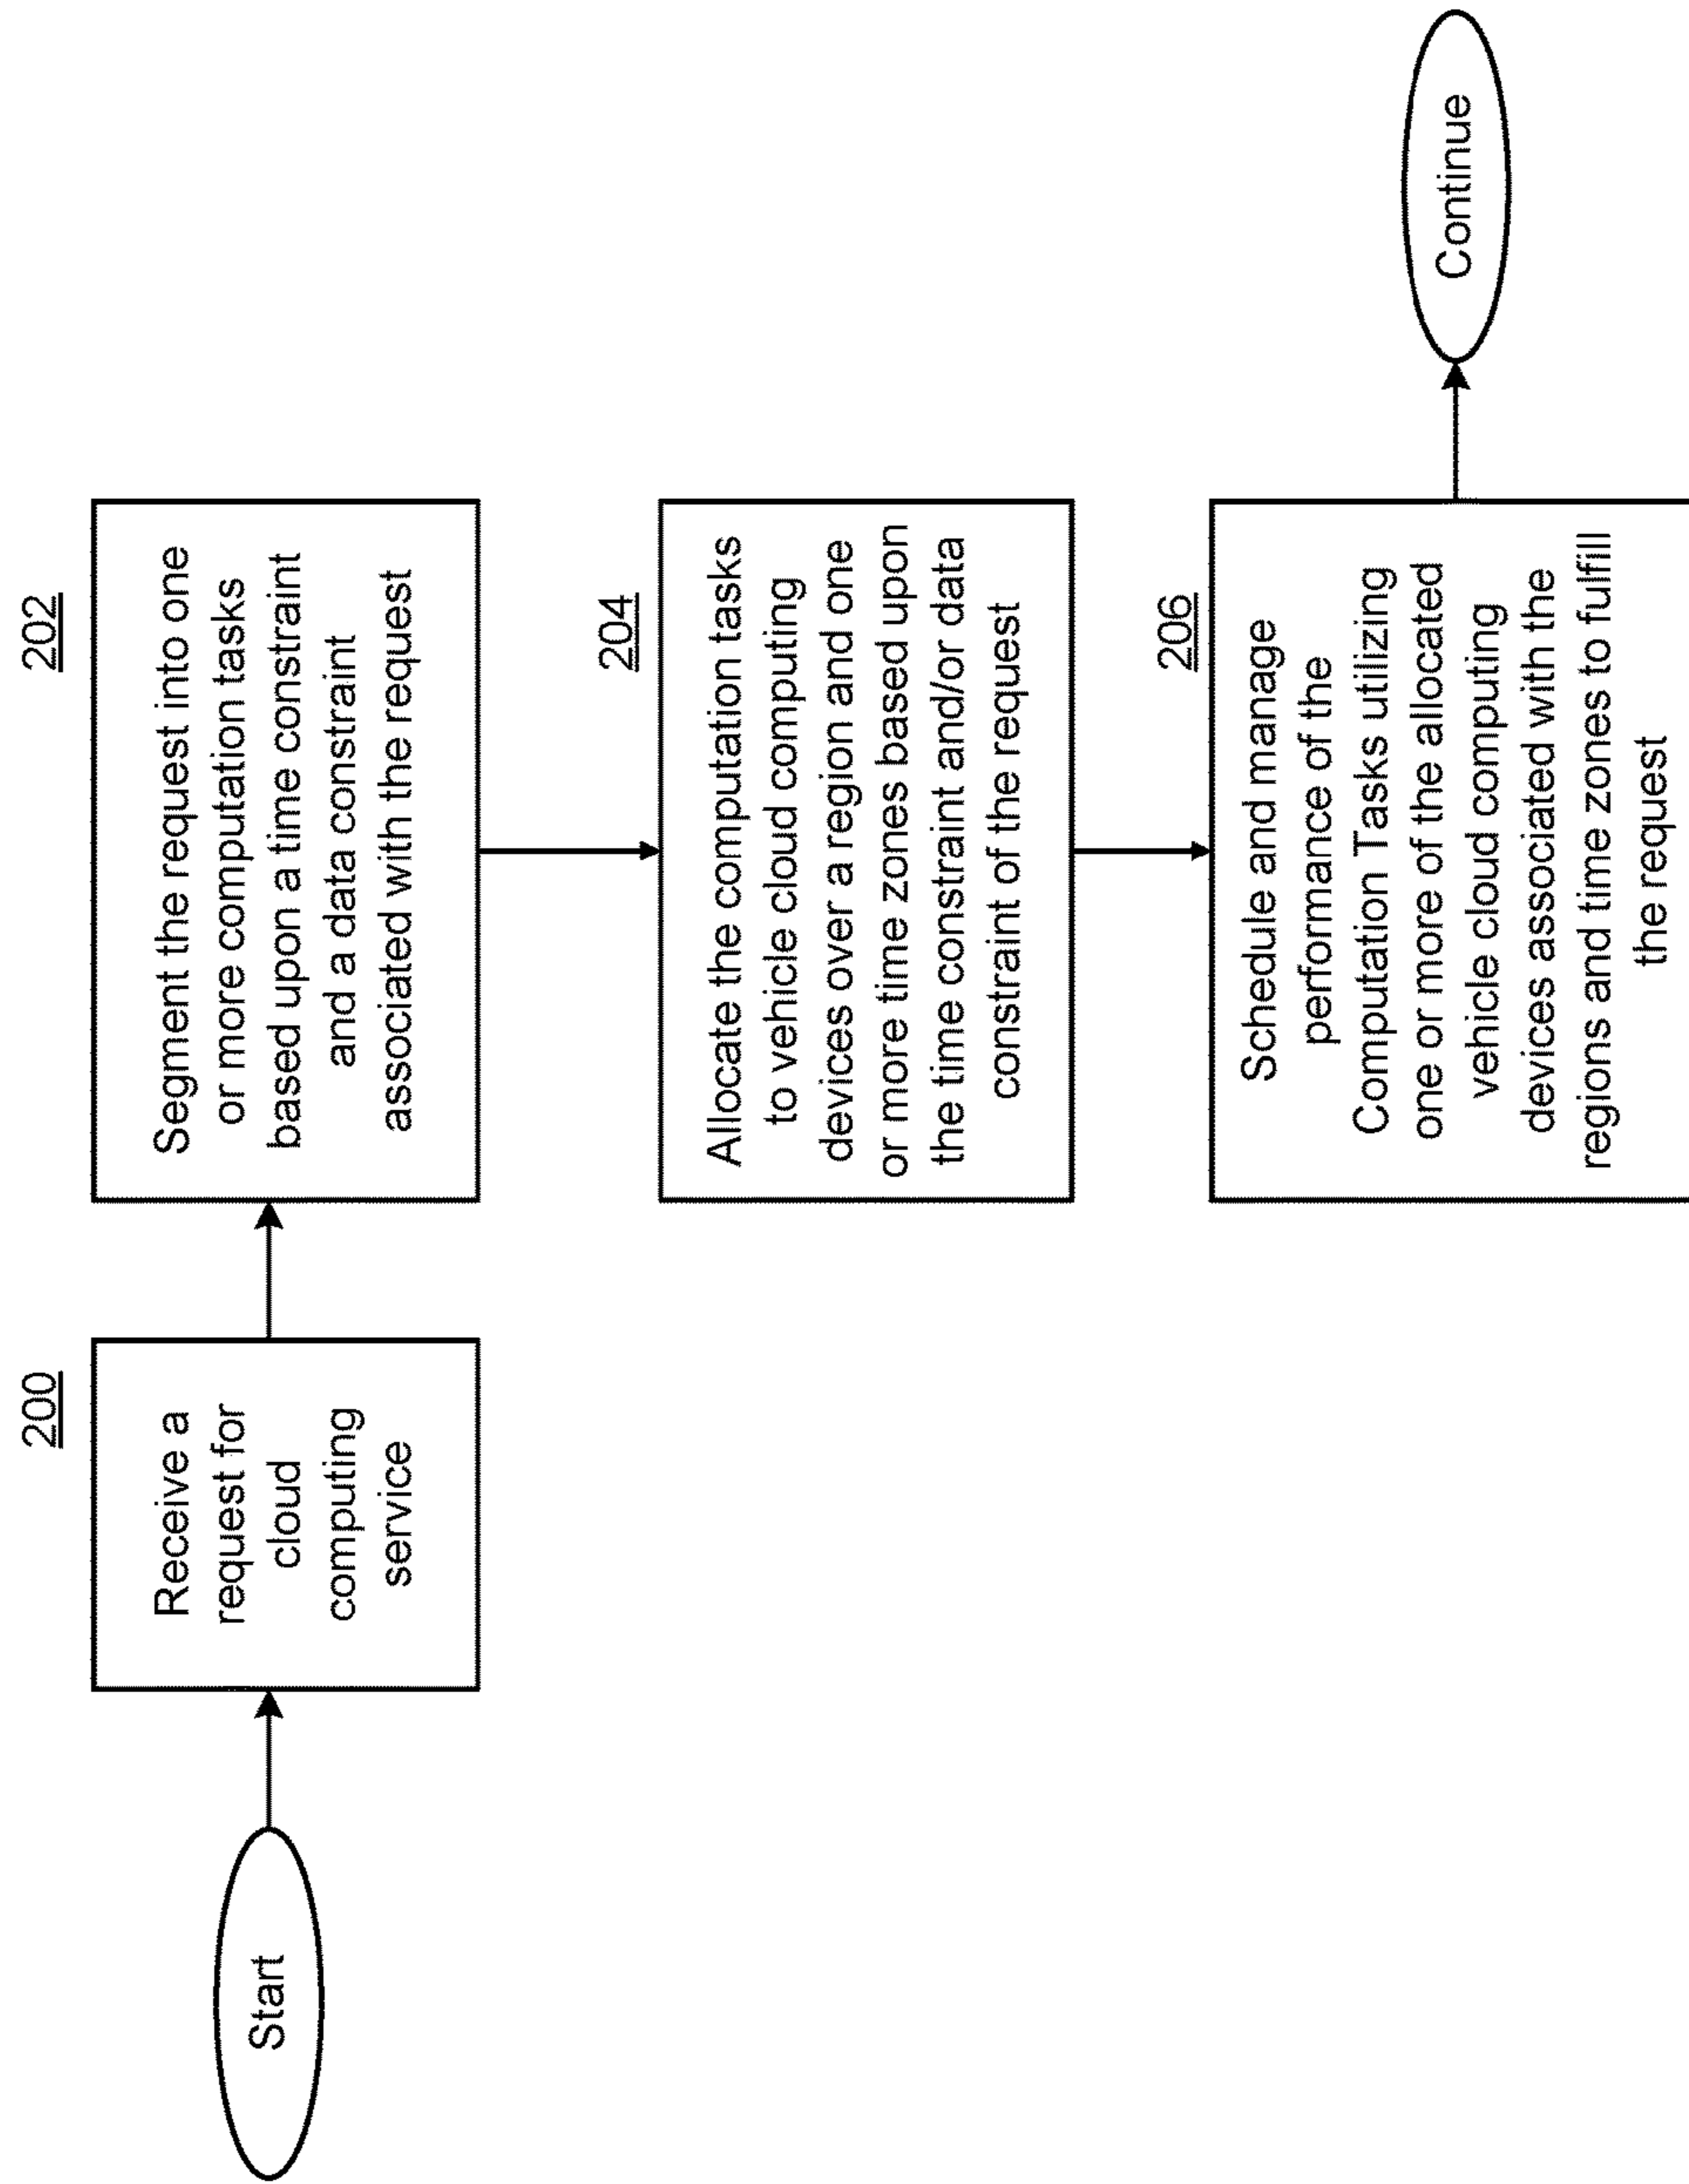 Start
200
Receive a
request for
cloud
computing
service
202
Segment the request into one
or more computation tasks
based upon a time constraint
and a data constraint
associated with the request
204
Allocate the computation tasks
to vehicle cloud computing
devices over a region and one
or more time zones based upon
the time constraint and/or data
constraint of the request
206
Schedule and manage
performance of the
Computation Tasks utilizing
one or more of the allocated
vehicle cloud computing
devices associated with the
regions and time zones to fulfill
the request
Continue